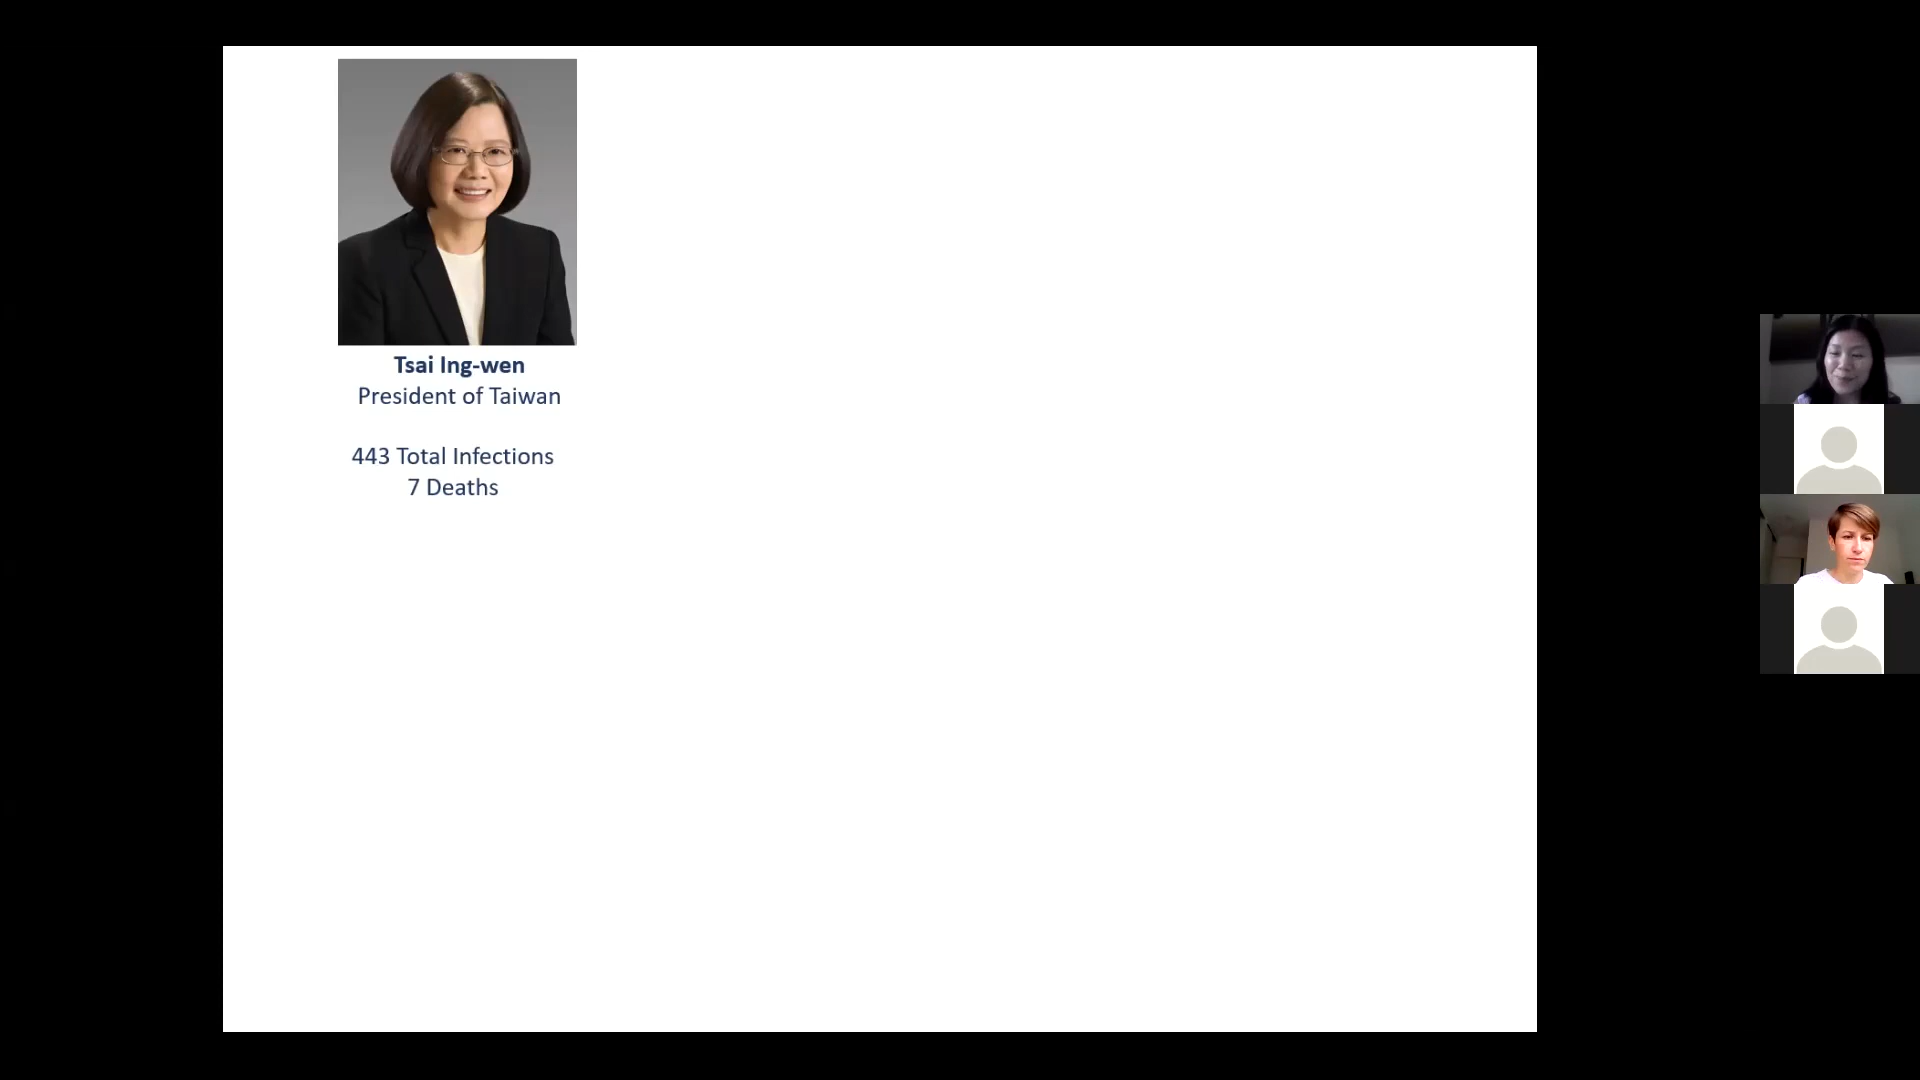 Tsai Ing-wen
President of Taiwan
443 Total Infections
7 Deaths